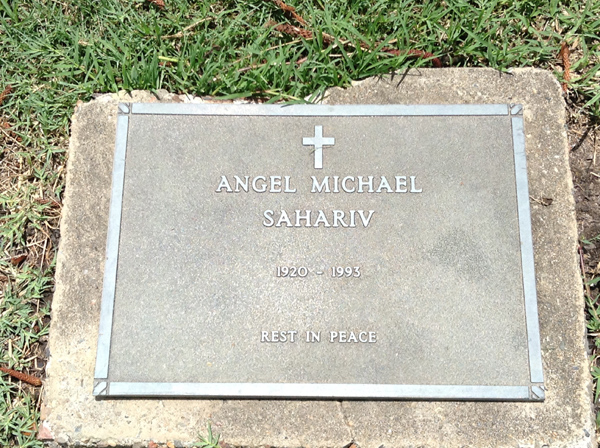 ANGEL MICHAEL
SAHARIV
1920 - 1993
REST IN PEACE